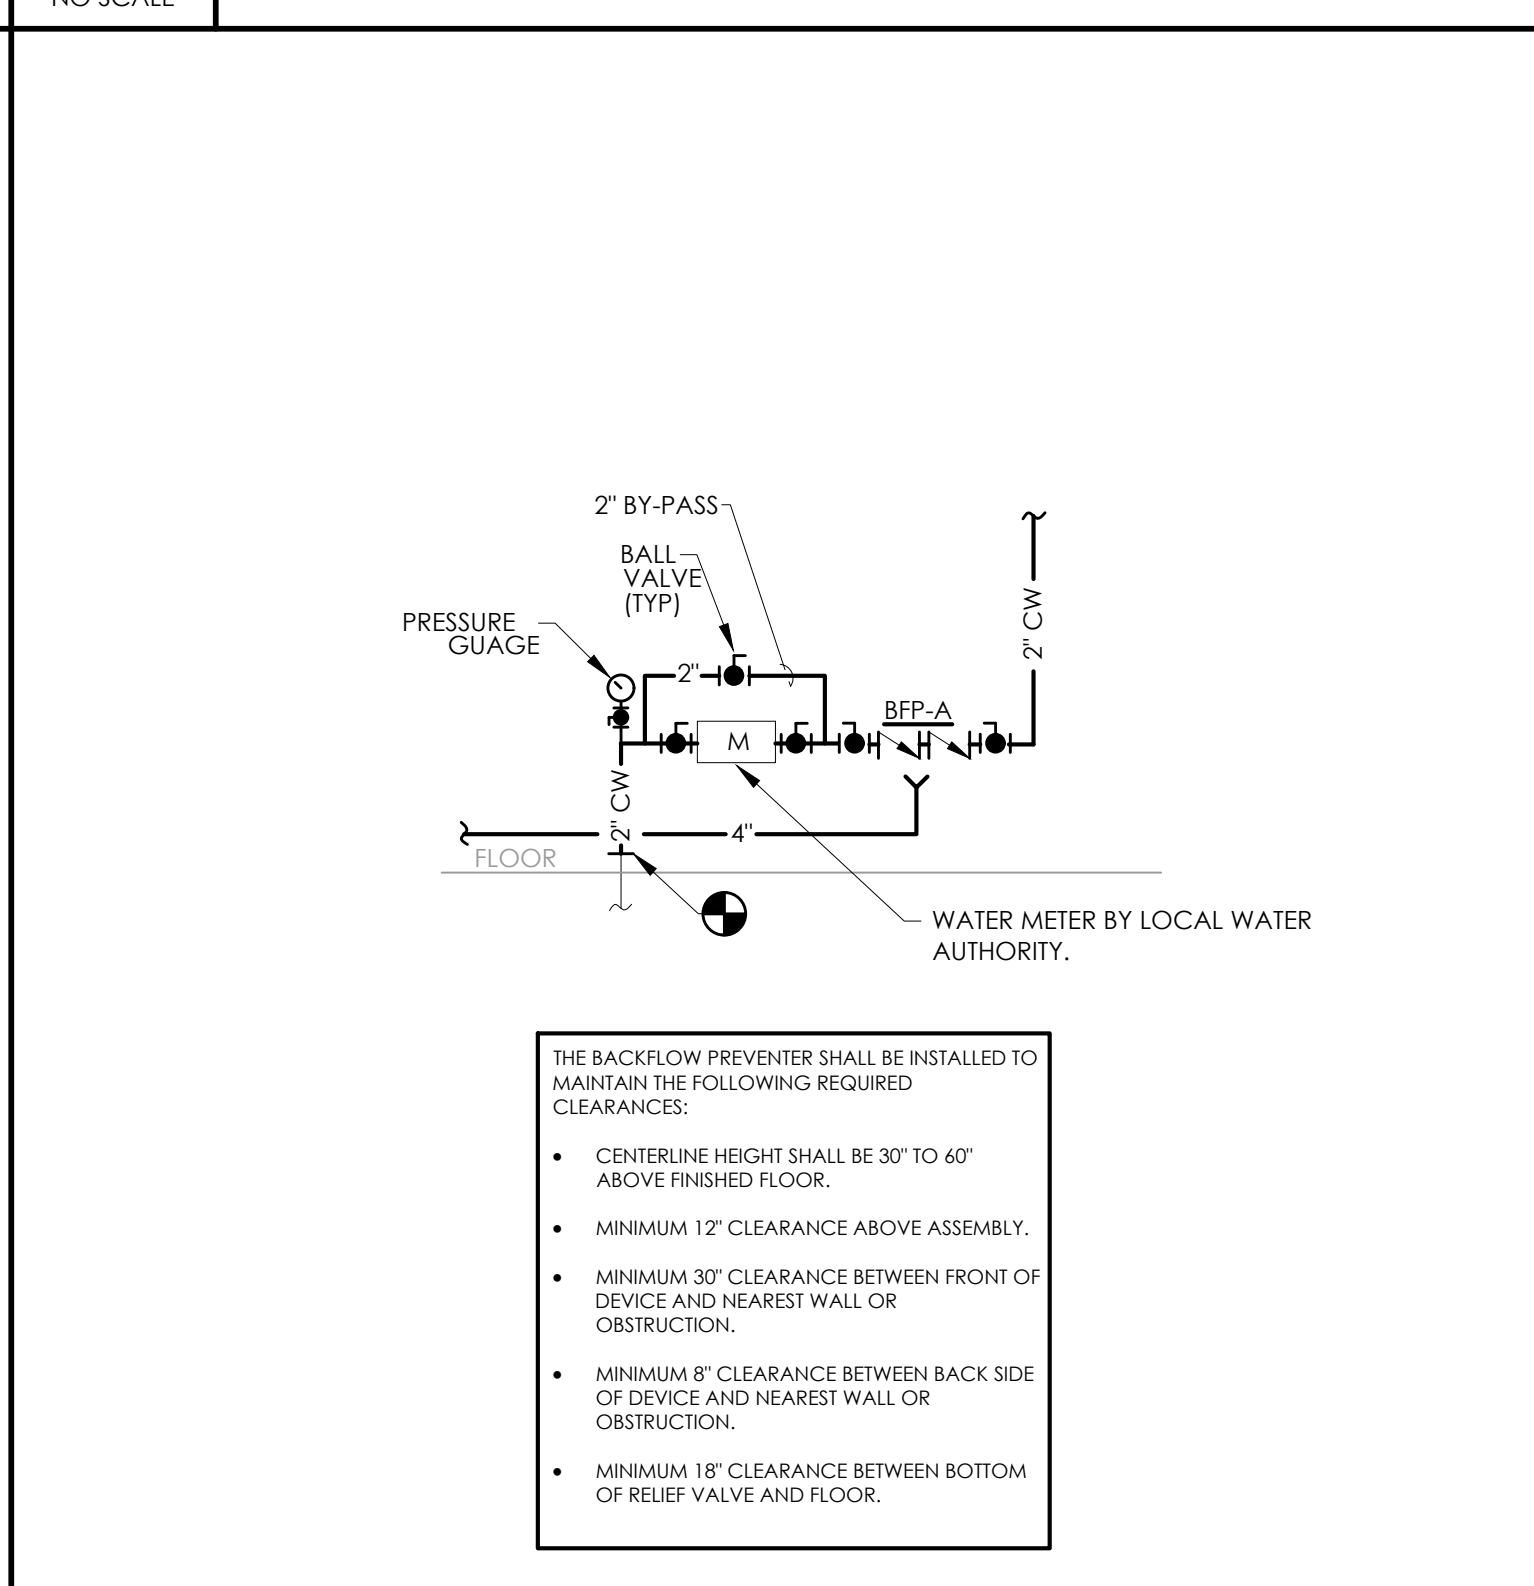 NO SCALE
2" BY-PASS
BALL
VALVE
(TYP)
PRESSURE
GUAGE
2"
2" CW
BFP-A
M
2" CW
4"
FLOOR
WATER METER BY LOCAL WATER
AUTHORITY.
THE BACKFLOW PREVENTER SHALL BE INSTALLED TO
MAINTAIN THE FOLLOWING REQUIRED
CLEARANCES:
• CENTERLINE HEIGHT SHALL BE 30" TO 60"
ABOVE FINISHED FLOOR.
• MINIMUM 12" CLEARANCE ABOVE ASSEMBLY.
• MINIMUM 30" CLEARANCE BETWEEN FRONT OF
DEVICE AND NEAREST WALL OR
OBSTRUCTION.
• MINIMUM 8" CLEARANCE BETWEEN BACK SIDE
OF DEVICE AND NEAREST WALL OR
OBSTRUCTION.
• MINIMUM 18" CLEARANCE BETWEEN BOTTOM
OF RELIEF VALVE AND FLOOR.